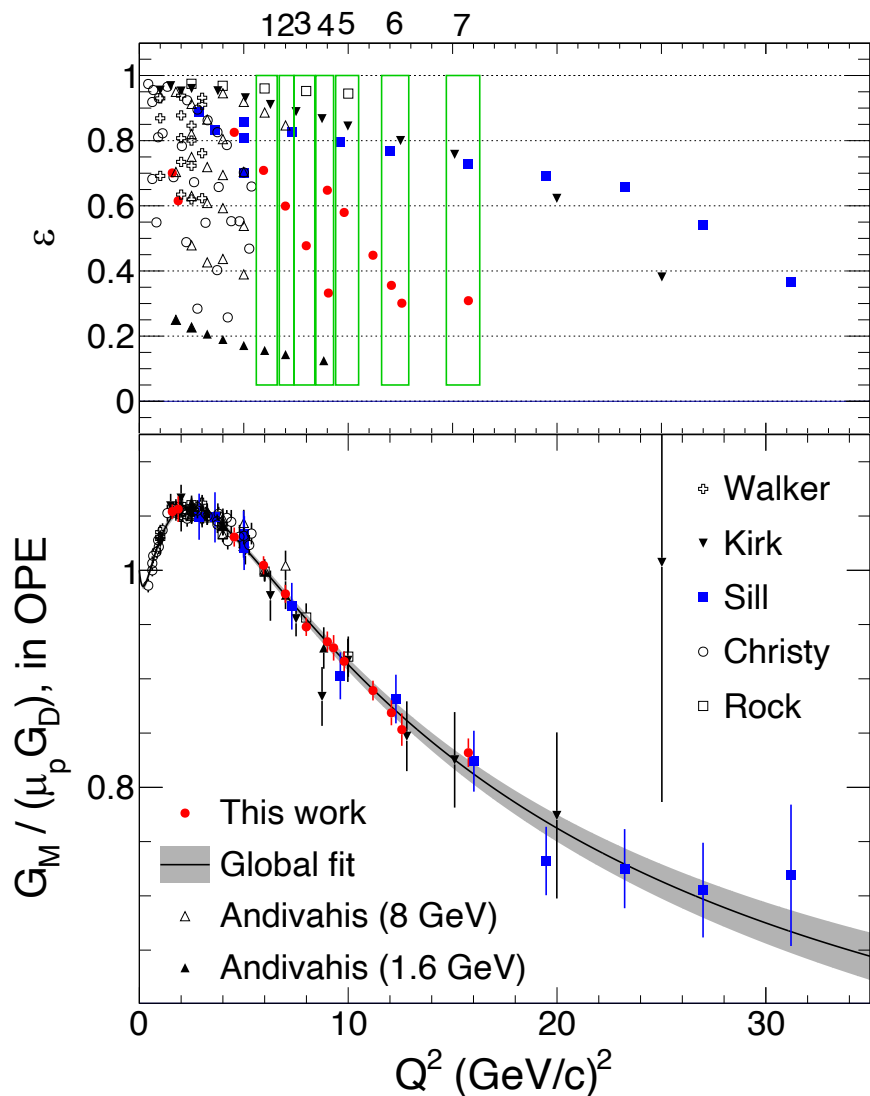 1 2 3 4 5 6 7
1
0.8
0.6
0.4
0.2
0
ε
Walker
Kirk
Sill
Christy
Rock
1
0.8
G_M / (μ_p G_D), in OPE
This work
Global fit
Andivahis (8 GeV)
Andivahis (1.6 GeV)
0 10 20 30
Q² (GeV/c)²